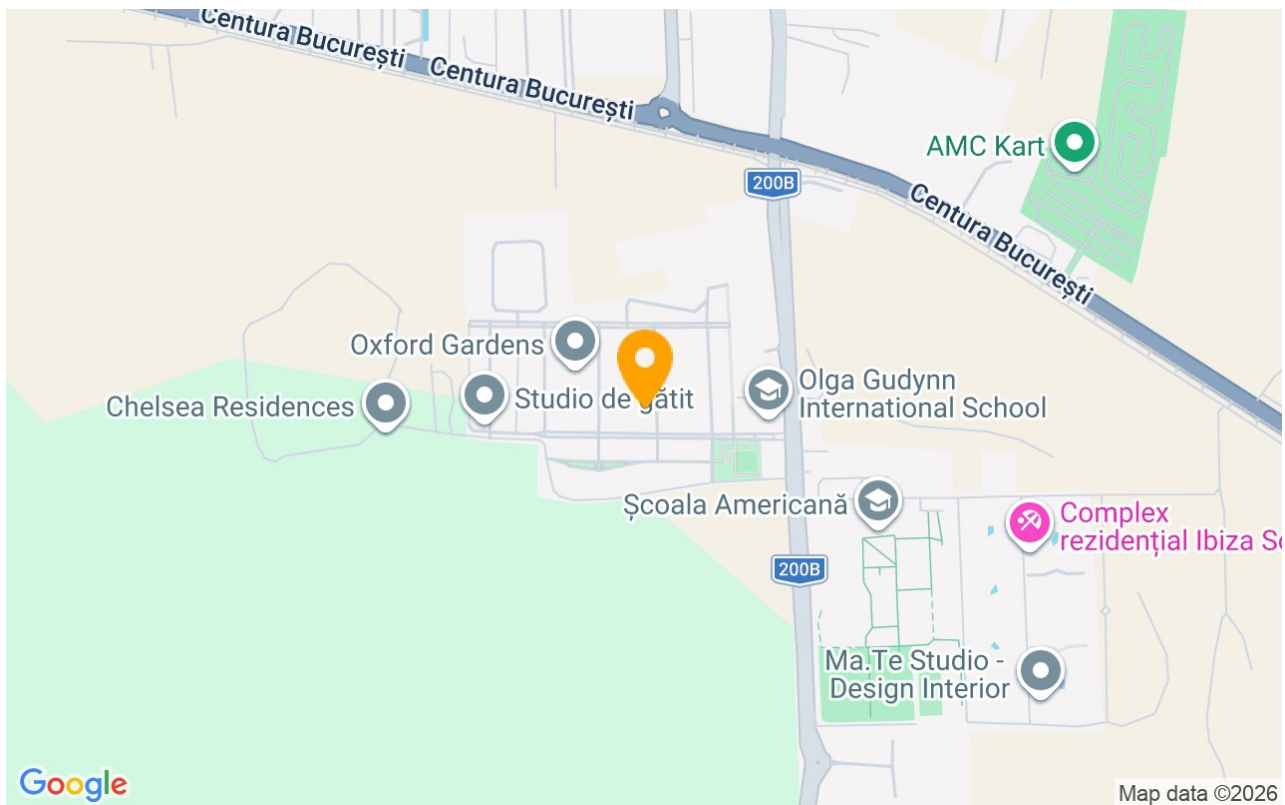 Centura București
Centura București
AMC Kart
200B
Centura București
Oxford Gardens
Chelsea Residences
Studio de gătit
Olga Gudynn
International School
Școala Americană
Complex
rezidențial Ibiza So
200B
Ma.Te Studio -
Design Interior
Google
Map data ©2026